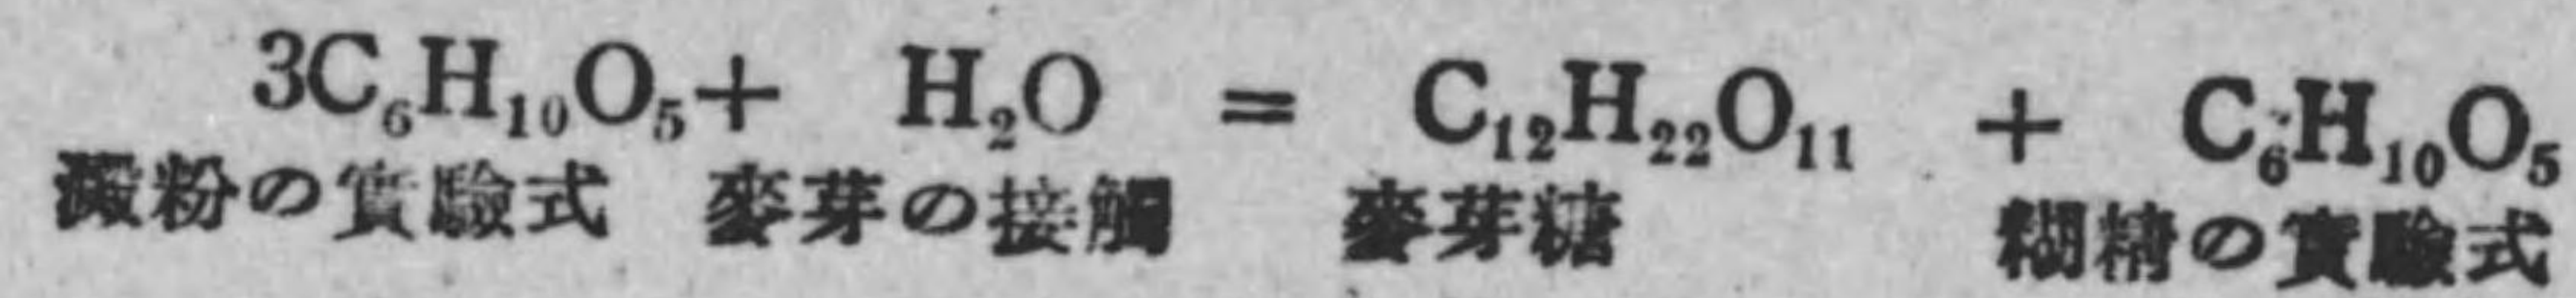 3C₆H₁₀O₅+ H₂O = C₁₂H₂₂O₁₁ + C₆H₁₀O₅
澱粉の實驗式 麥芽の接觸 麥芽糖 糊精の實驗式